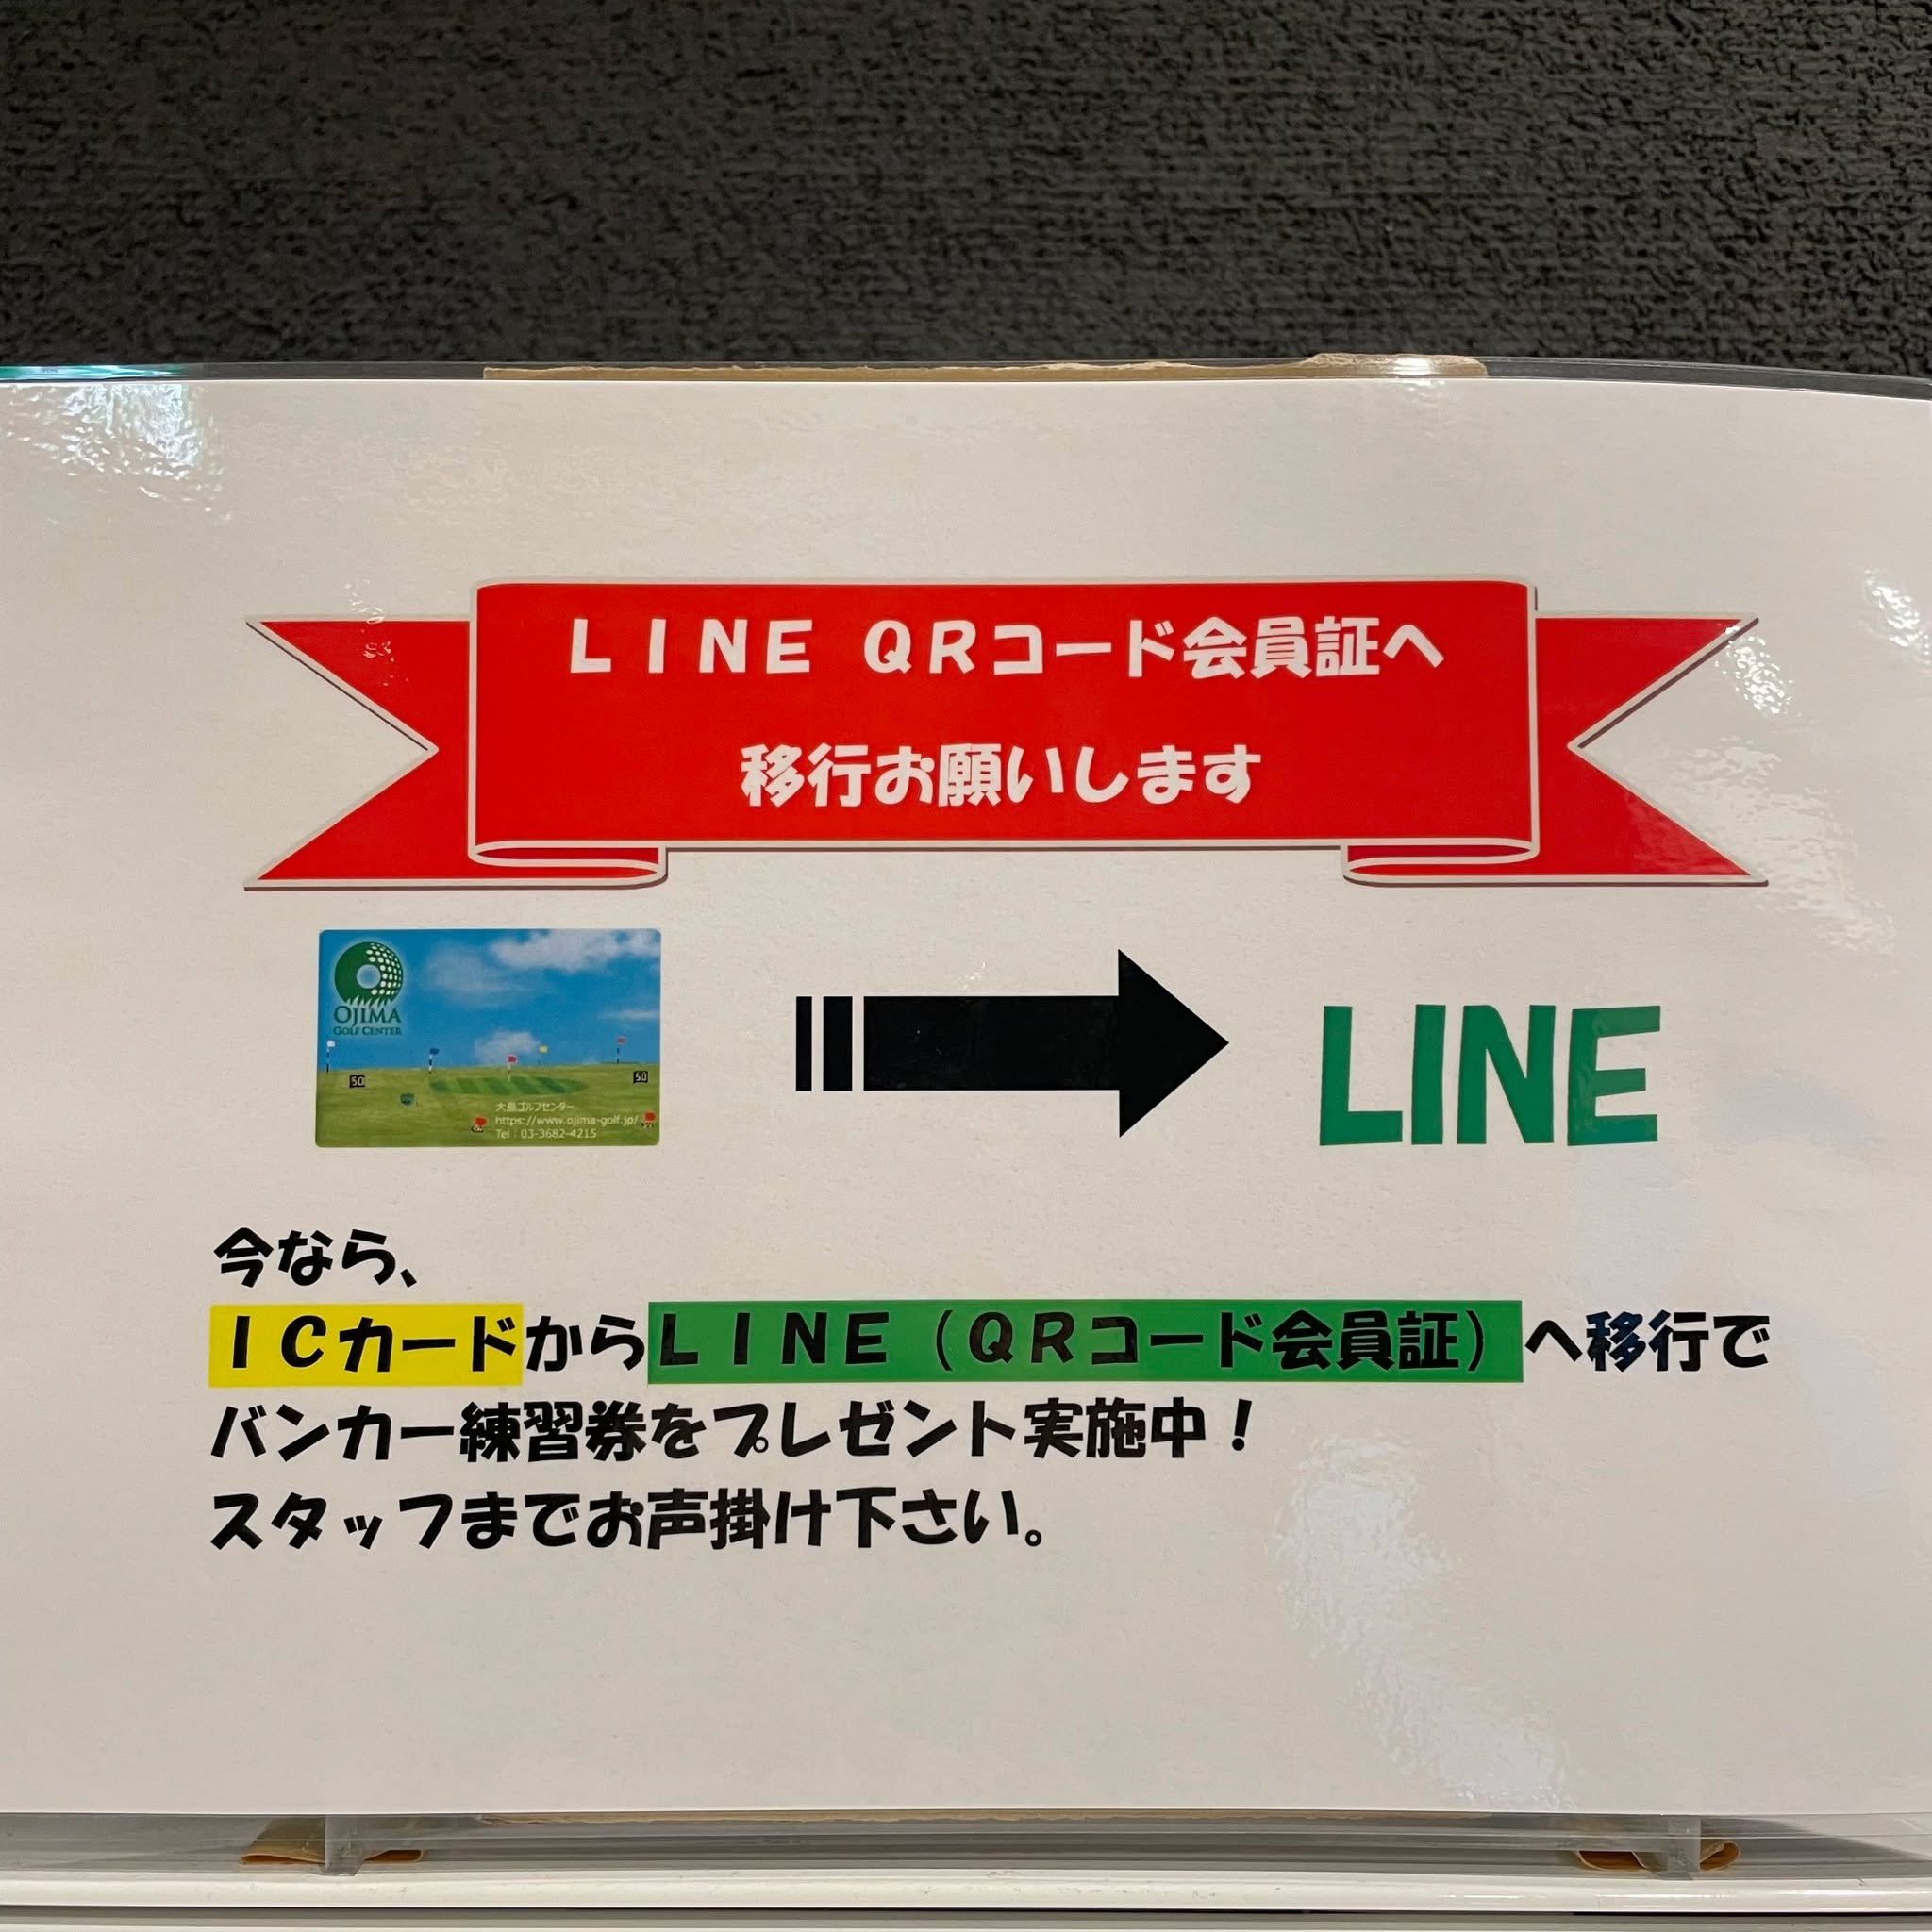 LINE QRコード会員証へ
移行お願いします
OJIMA
GOLF CENTER
50
50
大島ゴルフセンター
https://www.ojima-golf.jp/
Tel：03-3682-4215
LINE
今なら、
ICカードからLINE（QRコード会員証）へ移行で
バンカー練習券をプレゼント実施中！
スタッフまでお声掛け下さい。